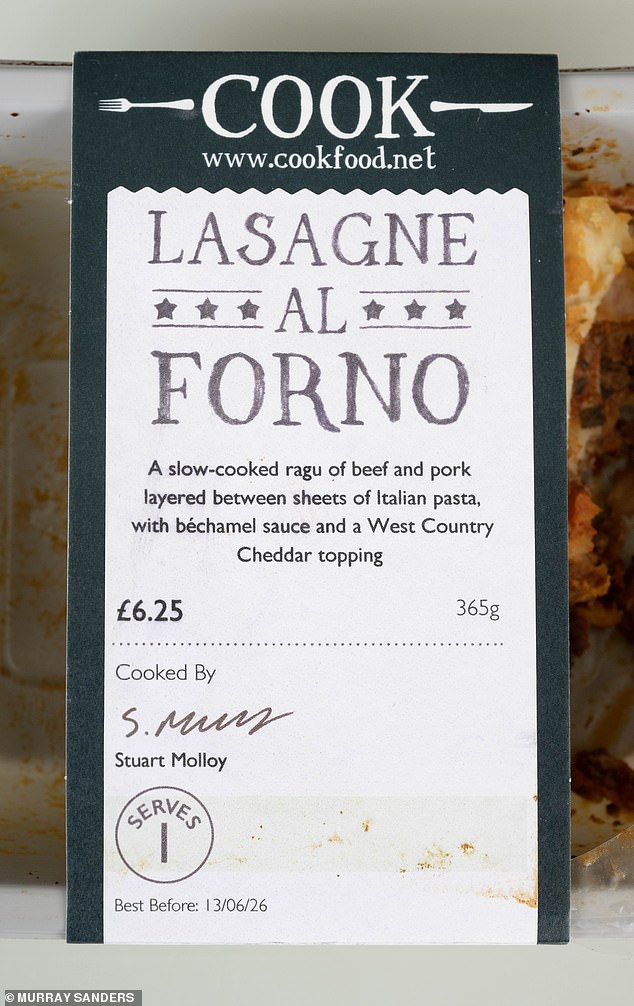 COOK
www.cookfood.net
LASAGNE
AL
FORNO
A slow-cooked ragu of beef and pork
layered between sheets of Italian pasta,
with béchamel sauce and a West Country
Cheddar topping
£6.25 365g
Cooked By
S. Molloy
Stuart Molloy
SERVES
1
Best Before: 13/06/26
© MURRAY SANDERS